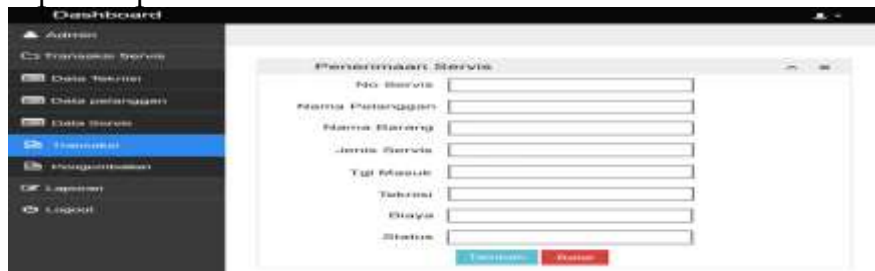 Dashboard
Admin
Transaksi Servis
Data Teknisi
Data pelanggan
Data Servis
Transaksi
Pengembalian
Laporan
Logout
Penerimaan Servis
No Servis
Nama Pelanggan
Nama Barang
Jenis Servis
Tgl Masuk
Teknisi
Biaya
Status
Tambah
Batal